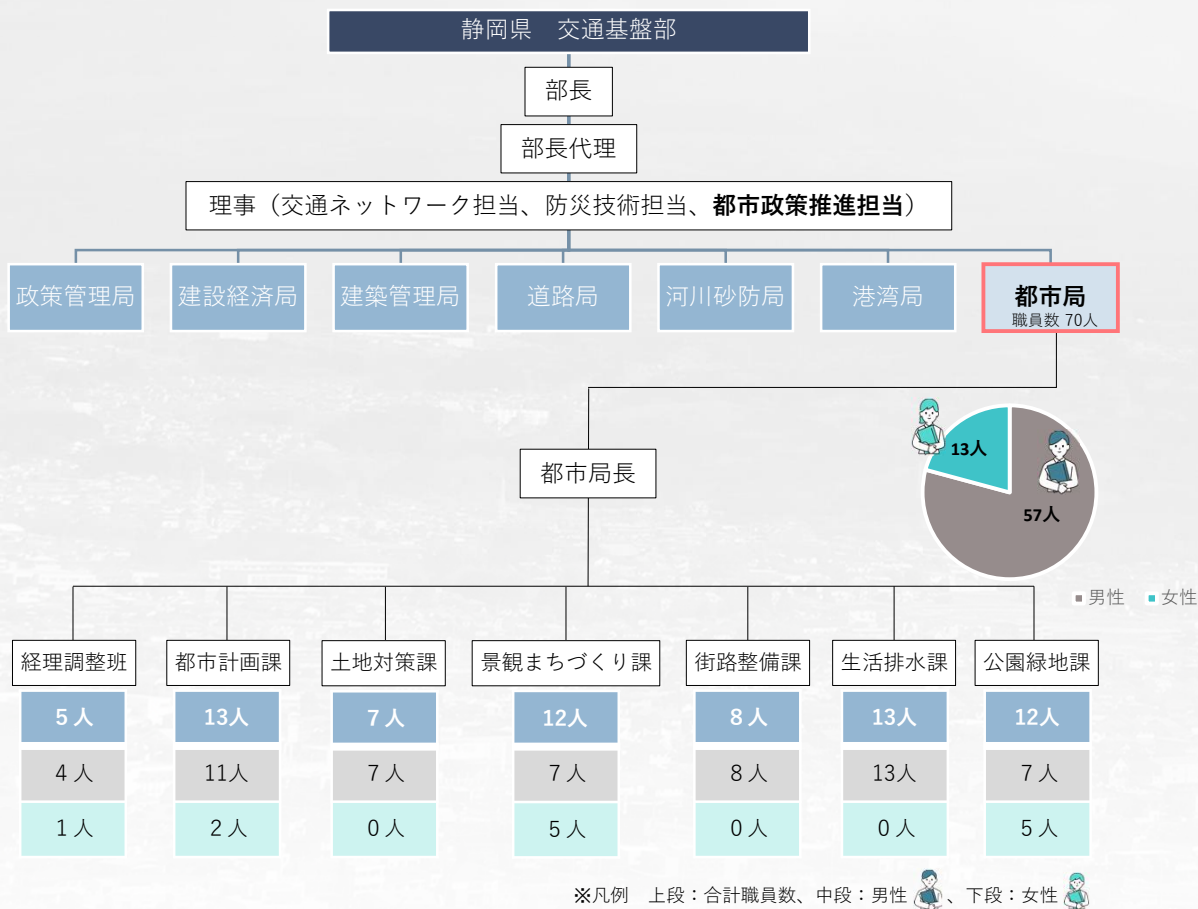 静岡県　交通基盤部
部長
部長代理
理事（交通ネットワーク担当、防災技術担当、都市政策推進担当）
政策管理局
建設経済局
建築管理局
道路局
河川砂防局
港湾局
都市局
職員数 70人
都市局長
13人
57人
■男性 ■女性
経理調整班 都市計画課 土地対策課 景観まちづくり課 街路整備課 生活排水課 公園緑地課
5人 13人 7人 12人 8人 13人 12人
4人 11人 7人 7人 8人 13人 7人
1人 2人 0人 5人 0人 0人 5人
※凡例　上段：合計職員数、中段：男性 、下段：女性